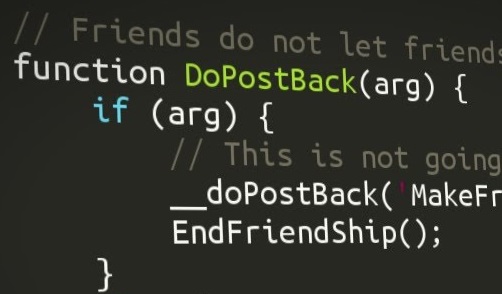 // Friends do not let friends
function DoPostBack(arg) {
if (arg) {
// This is not going
__doPostBack('MakeFr
EndFriendShip();
}